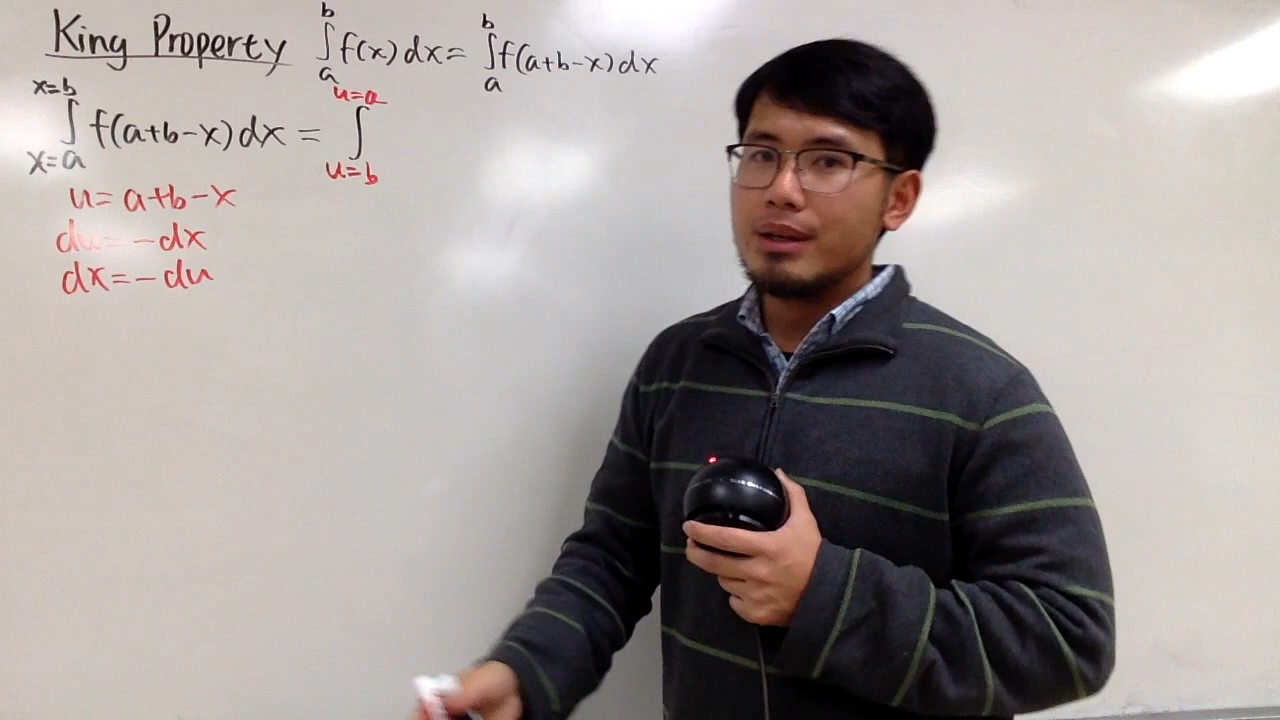 King Property ∫_a^b f(x)dx = ∫_a^b f(a+b-x)dx
∫_{x=a}^{x=b} f(a+b-x)dx = ∫_{u=b}^{u=a}
u=a+b-x
du=-dx
dx=-du